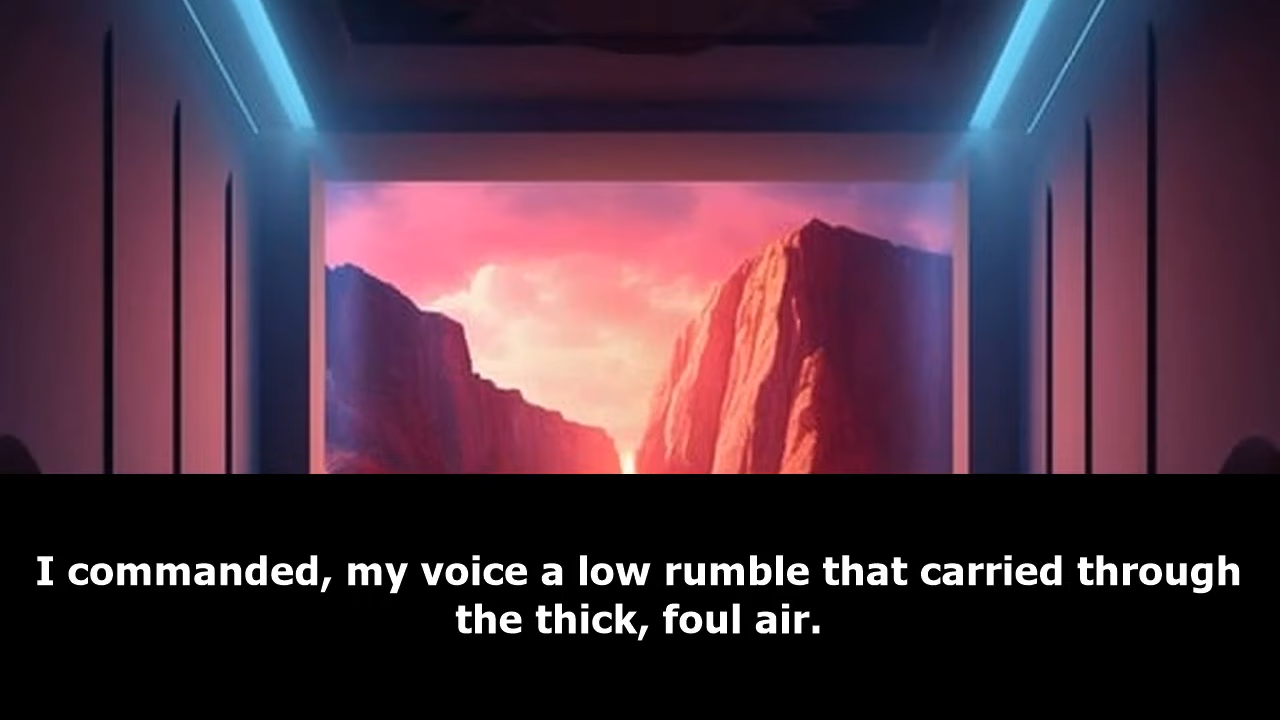 I commanded, my voice a low rumble that carried through
the thick, foul air.